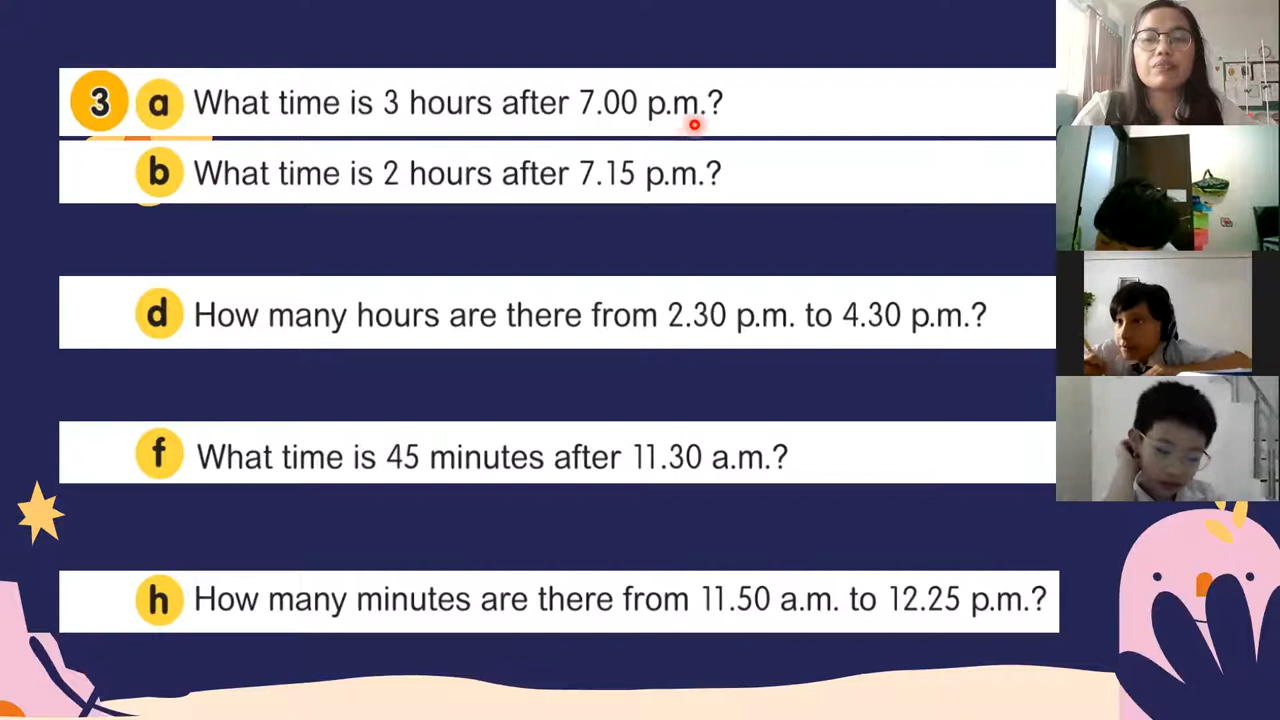 3 a What time is 3 hours after 7.00 p.m.?
b What time is 2 hours after 7.15 p.m.?
d How many hours are there from 2.30 p.m. to 4.30 p.m.?
f What time is 45 minutes after 11.30 a.m.?
h How many minutes are there from 11.50 a.m. to 12.25 p.m.?